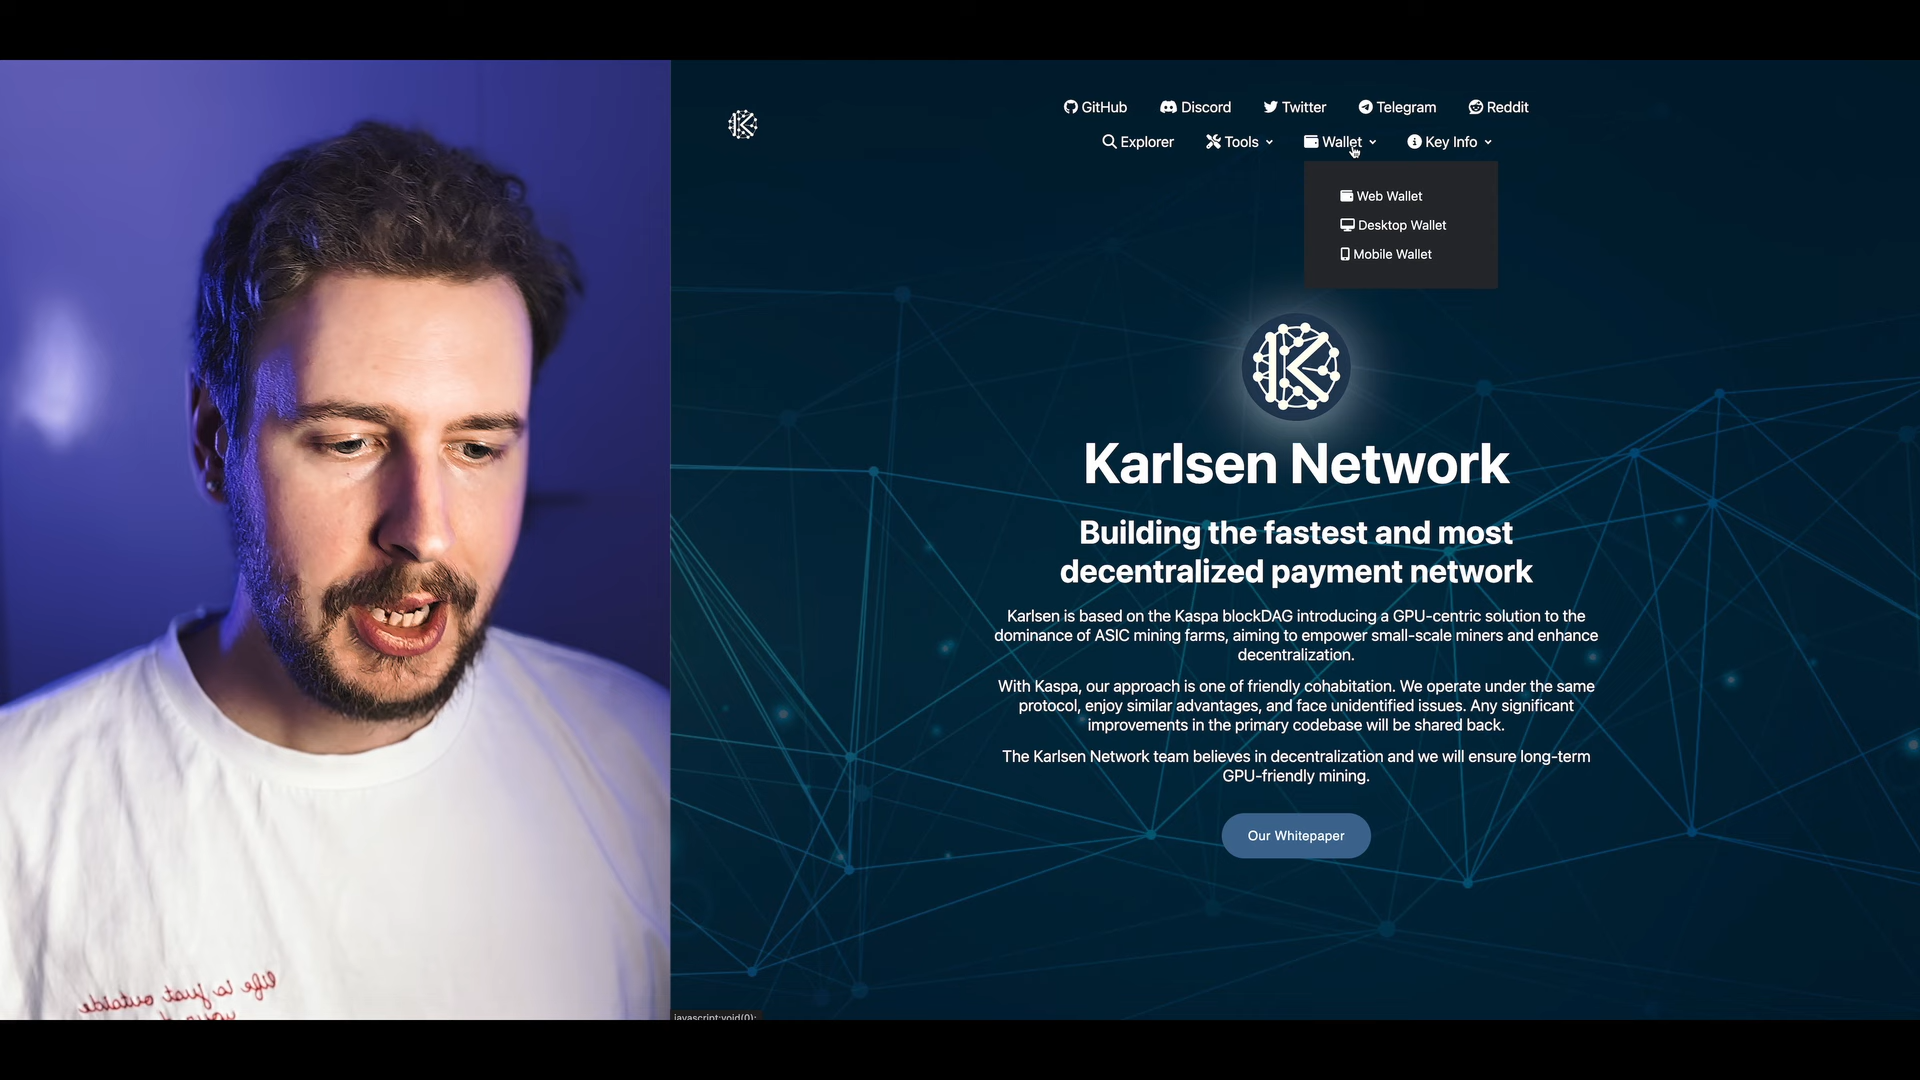 GitHub Discord Twitter Telegram Reddit
Explorer Tools Wallet Key Info
Web Wallet
Desktop Wallet
Mobile Wallet
K
Karlsen Network
Building the fastest and most
decentralized payment network
Karlsen is based on the Kaspa blockDAG introducing a GPU-centric solution to the
dominance of ASIC mining farms, aiming to empower small-scale miners and enhance
decentralization.
With Kaspa, our approach is one of friendly cohabitation. We operate under the same
protocol, enjoy similar advantages, and face unidentified issues. Any significant
improvements in the primary codebase will be shared back.
The Karlsen Network team believes in decentralization and we will ensure long-term
GPU-friendly mining.
Our Whitepaper
life is just outside
javascript:void(0);